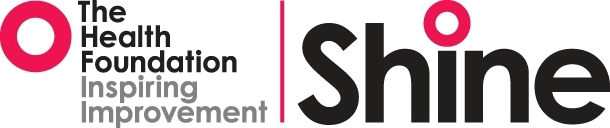 The
Health
Foundation
Inspiring
Improvement
Shine